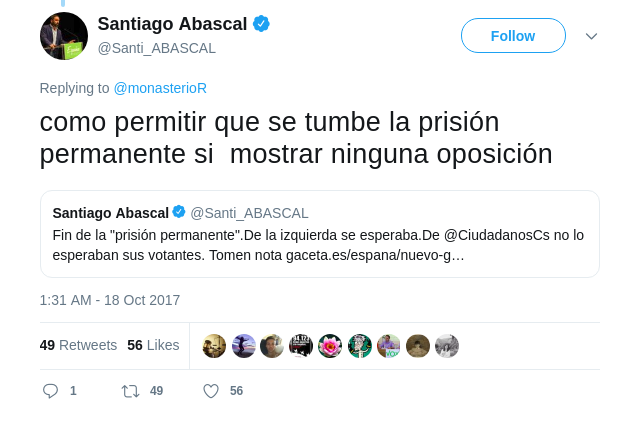 Santiago Abascal
@Santi_ABASCAL
Follow
Replying to @monasterioR
como permitir que se tumbe la prisión
permanente si  mostrar ninguna oposición
Santiago Abascal @Santi_ABASCAL
Fin de la "prisión permanente".De la izquierda se esperaba.De @CiudadanosCs no lo
esperaban sus votantes. Tomen nota gaceta.es/espana/nuevo-g…
1:31 AM - 18 Oct 2017
49 Retweets 56 Likes
1 49 56